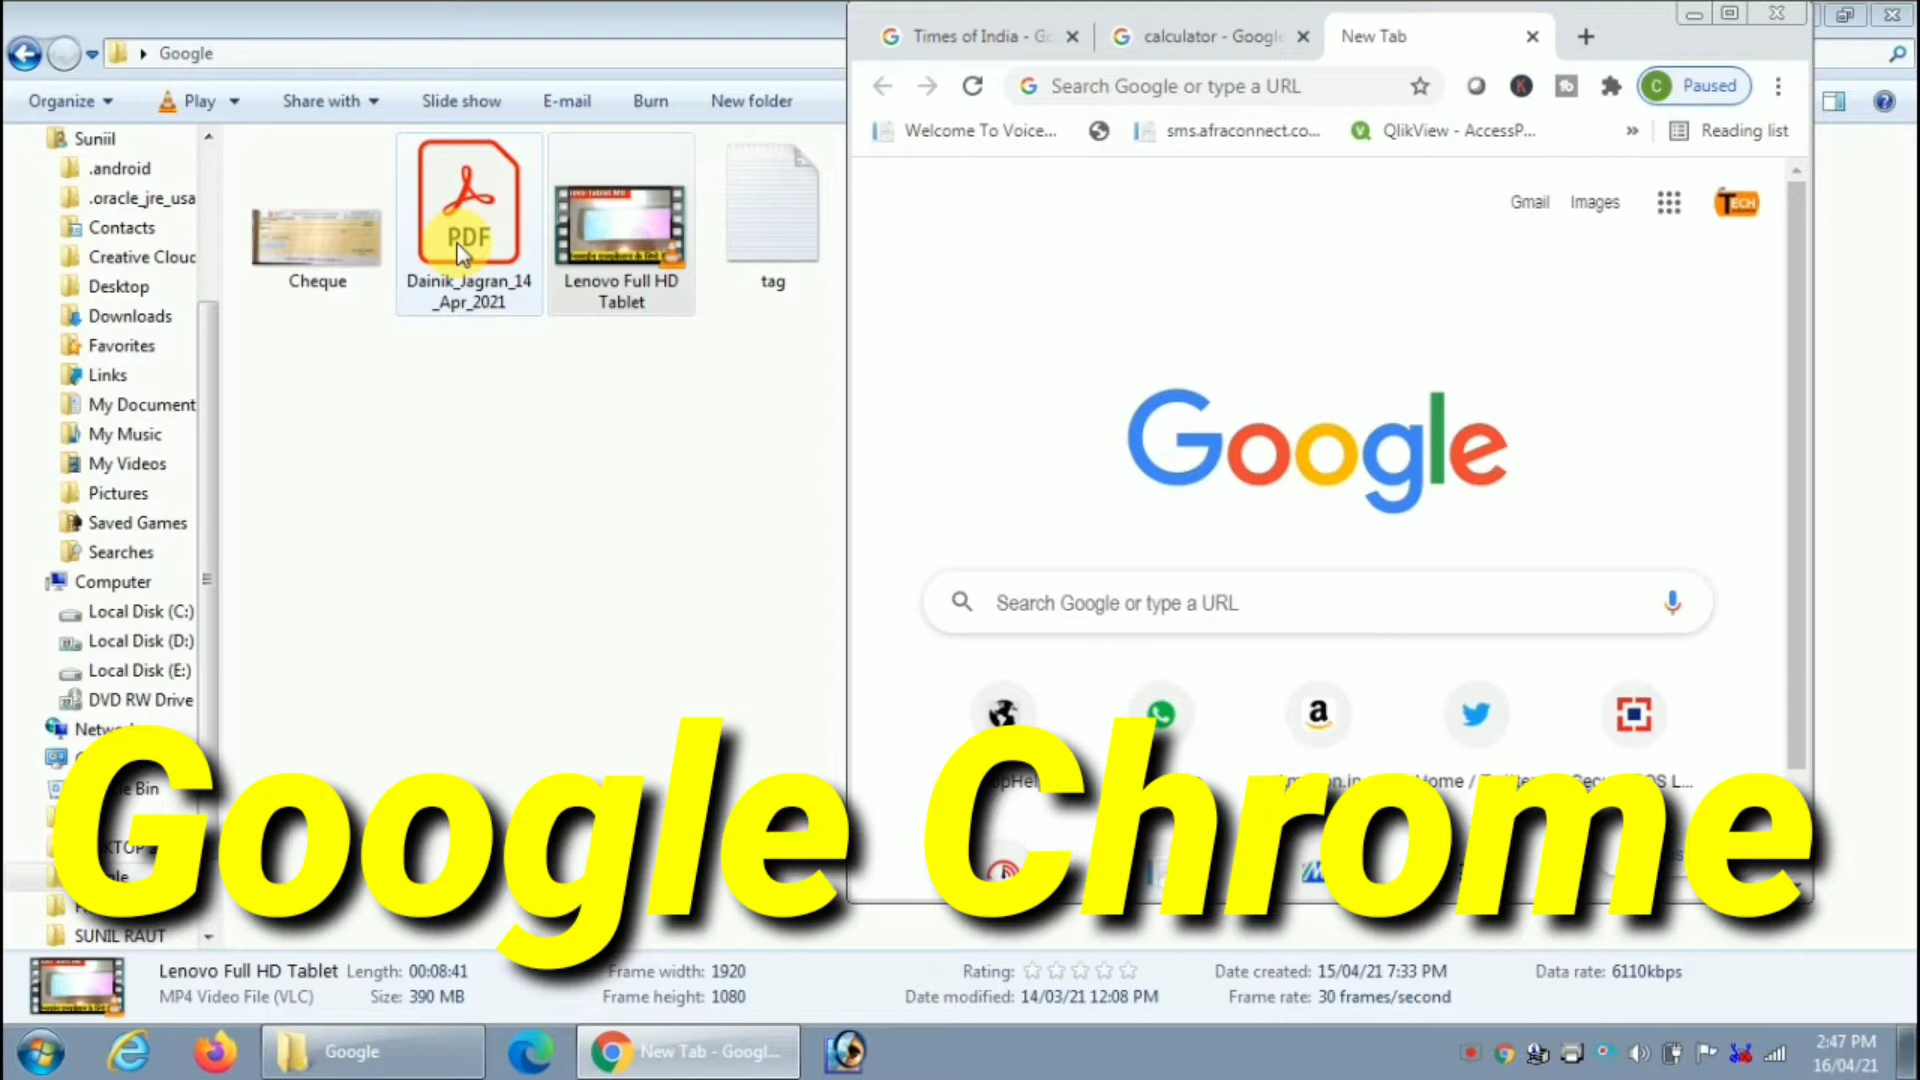 Google
Organize
Play
Share with
Slide show
E-mail
Burn
New folder
Suniil
.android
.oracle_jre_usa
Contacts
Creative Cloud
Desktop
Downloads
Favorites
Links
My Document
My Music
My Videos
Pictures
Saved Games
Searches
Computer
Local Disk (C:)
Local Disk (D:)
Local Disk (E:)
DVD RW Drive
SUNIL RAUT
Cheque
PDF
Dainik_Jagran_14
_Apr_2021
Lenovo Full HD
Tablet
tag
Times of India - Go
calculator - Google
New Tab
Search Google or type a URL
C Paused
Welcome To Voice...
sms.afraconnect.co...
QlikView - AccessP...
Reading list
Gmail
Images
TECH
Google
Search Google or type a URL
Google Chrome
Lenovo Full HD Tablet
MP4 Video File (VLC)
Length: 00:08:41
Size: 390 MB
Frame width: 1920
Frame height: 1080
Rating:
Date modified: 14/03/21 12:08 PM
Date created: 15/04/21 7:33 PM
Frame rate: 30 frames/second
Data rate: 6110kbps
Google
New Tab - Googl...
2:47 PM
16/04/21